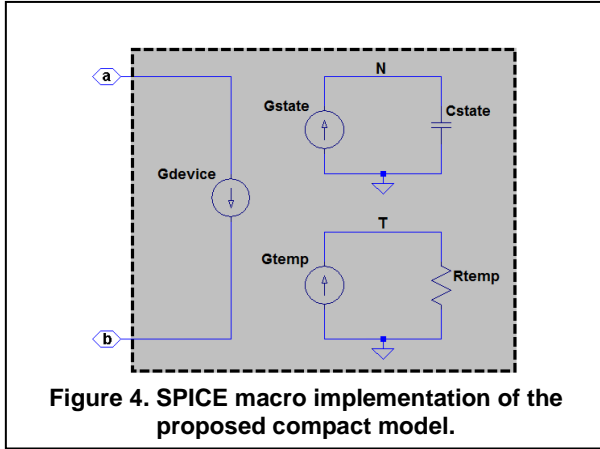 a
N
Gstate
Cstate
Gdevice
T
Gtemp
Rtemp
b
Figure 4. SPICE macro implementation of the
proposed compact model.